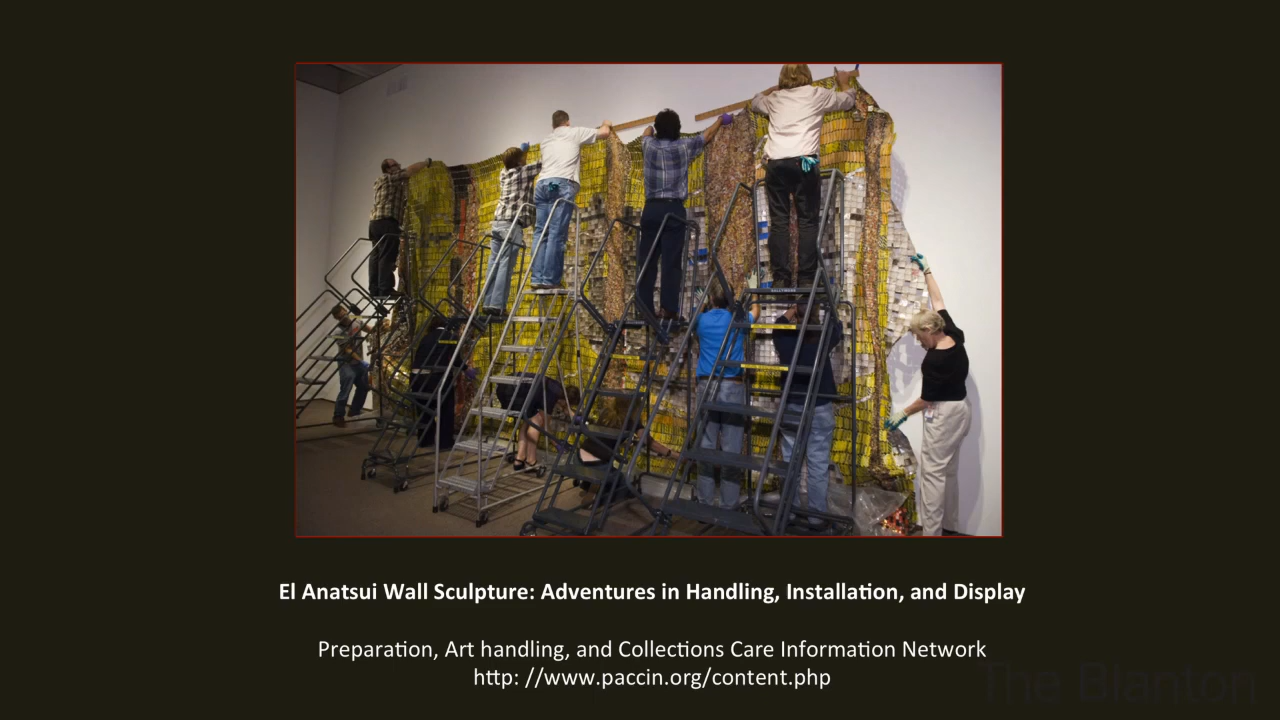 El Anatsui Wall Sculpture: Adventures in Handling, Installation, and Display
Preparation, Art handling, and Collections Care Information Network
http: //www.paccin.org/content.php
The Blanton